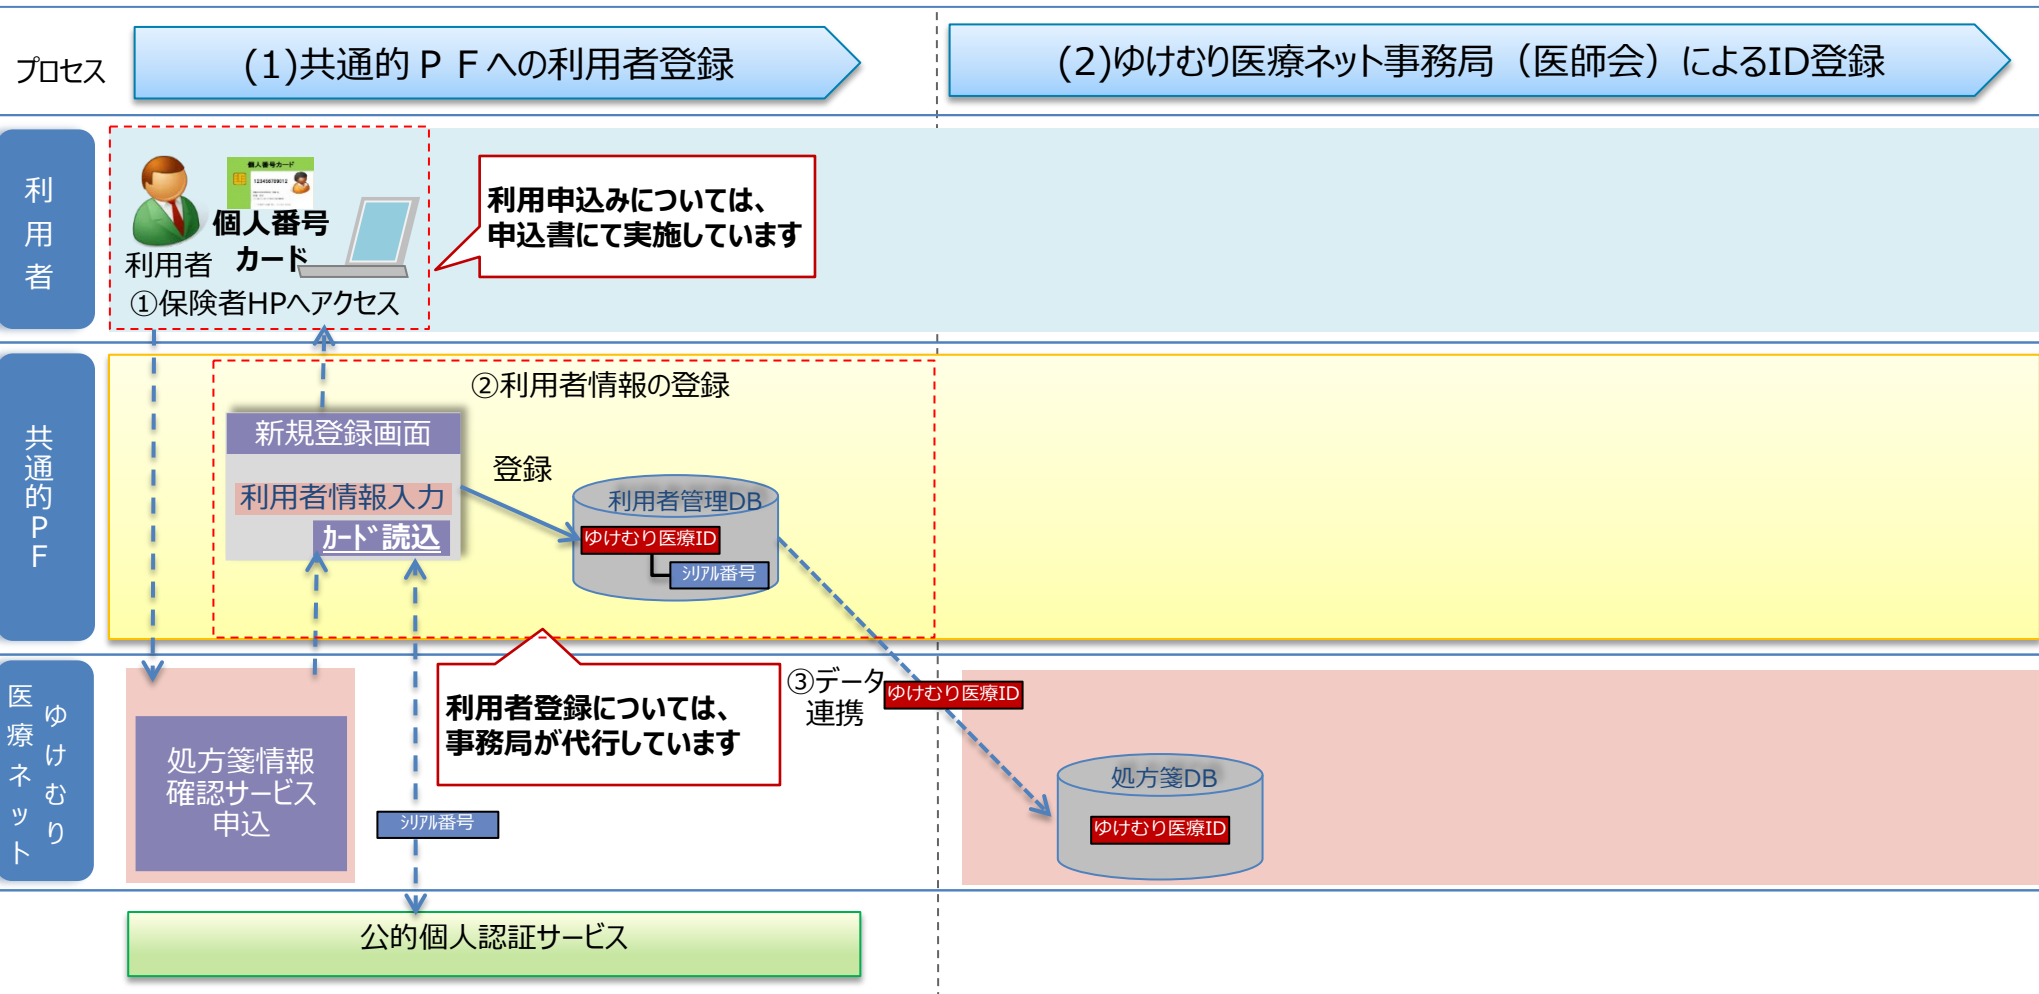 プロセス
(1)共通的ＰＦへの利用者登録
(2)ゆけむり医療ネット事務局（医師会）によるID登録
利用者
個人番号カード
123456789012
個人番号
カード
利用者
①保険者HPへアクセス
利用申込みについては、
申込書にて実施しています
共通的ＰＦ
②利用者情報の登録
新規登録画面
利用者情報入力
ｶｰﾄﾞ読込
登録
利用者管理DB
ゆけむり医療ID
ｼﾘｱﾙ番号
ゆけむり
医療ネット
処方箋情報
確認サービス
申込
利用者登録については、
事務局が代行しています
ｼﾘｱﾙ番号
③データ
連携
ゆけむり医療ID
処方箋DB
ゆけむり医療ID
公的個人認証サービス